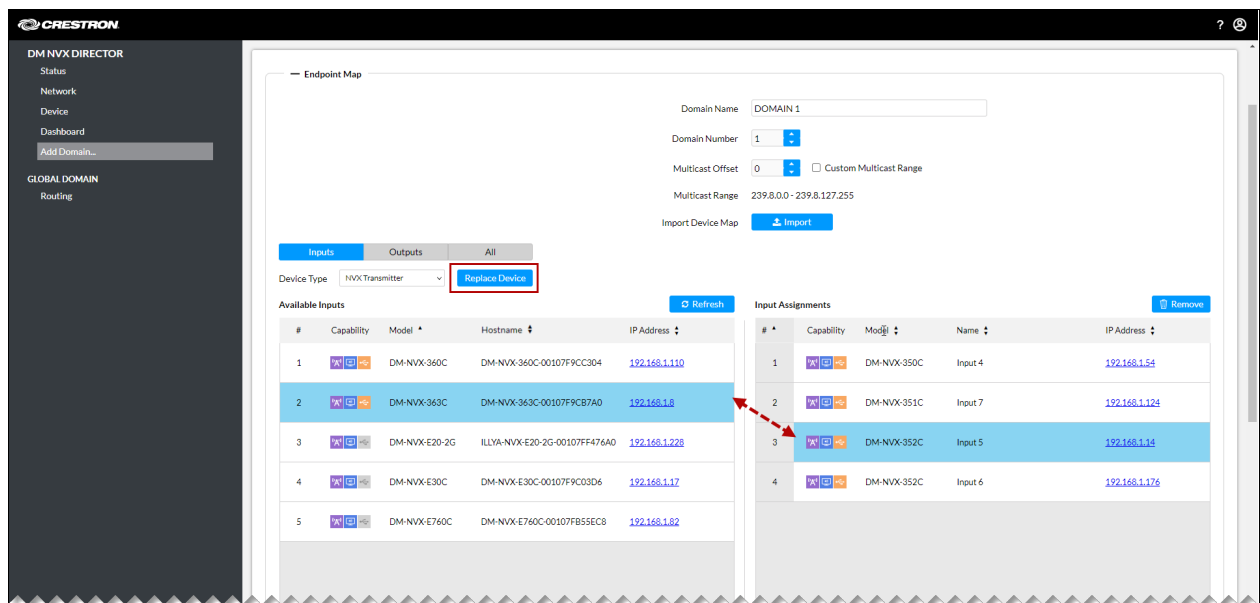 CRESTRON.
?
DM NVX DIRECTOR
Status
Network
Device
Dashboard
Add Domain...
GLOBAL DOMAIN
Routing
Endpoint Map
Domain Name DOMAIN 1
Domain Number 1
Multicast Offset 0 Custom Multicast Range
Multicast Range 239.8.0.0 - 239.8.127.255
Import Device Map Import
Inputs Outputs All
Device Type NVX Transmitter Replace Device
Available Inputs Refresh
# Capability Model Hostname IP Address
1 DM-NVX-360C DM-NVX-360C-00107F9CC304 192.168.1.110
2 DM-NVX-363C DM-NVX-363C-00107F9CB7A0 192.168.1.8
3 DM-NVX-E20-2G ILLYA-NVX-E20-2G-00107FF476A0 192.168.1.228
4 DM-NVX-E30C DM-NVX-E30C-00107F9C03D6 192.168.1.17
5 DM-NVX-E760C DM-NVX-E760C-00107FB55EC8 192.168.1.82
Input Assignments Remove
# Capability Model Name IP Address
1 DM-NVX-350C Input 4 192.168.1.54
2 DM-NVX-351C Input 7 192.168.1.124
3 DM-NVX-352C Input 5 192.168.1.14
4 DM-NVX-352C Input 6 192.168.1.176